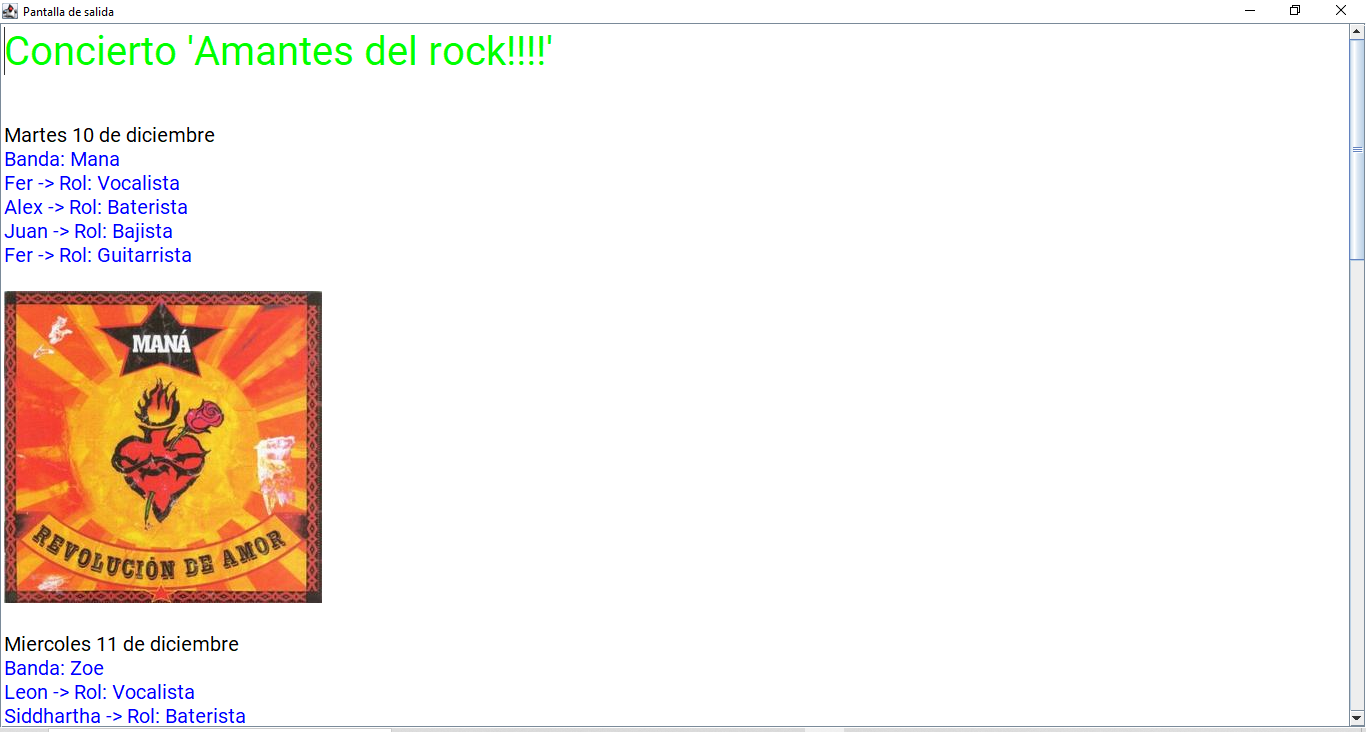 Pantalla de salida
Concierto 'Amantes del rock!!!!'
Martes 10 de diciembre
Banda: Mana
Fer -> Rol: Vocalista
Alex -> Rol: Baterista
Juan -> Rol: Bajista
Fer -> Rol: Guitarrista
MANÁ
REVOLUCIÓN DE AMOR
Miercoles 11 de diciembre
Banda: Zoe
Leon -> Rol: Vocalista
Siddhartha -> Rol: Baterista